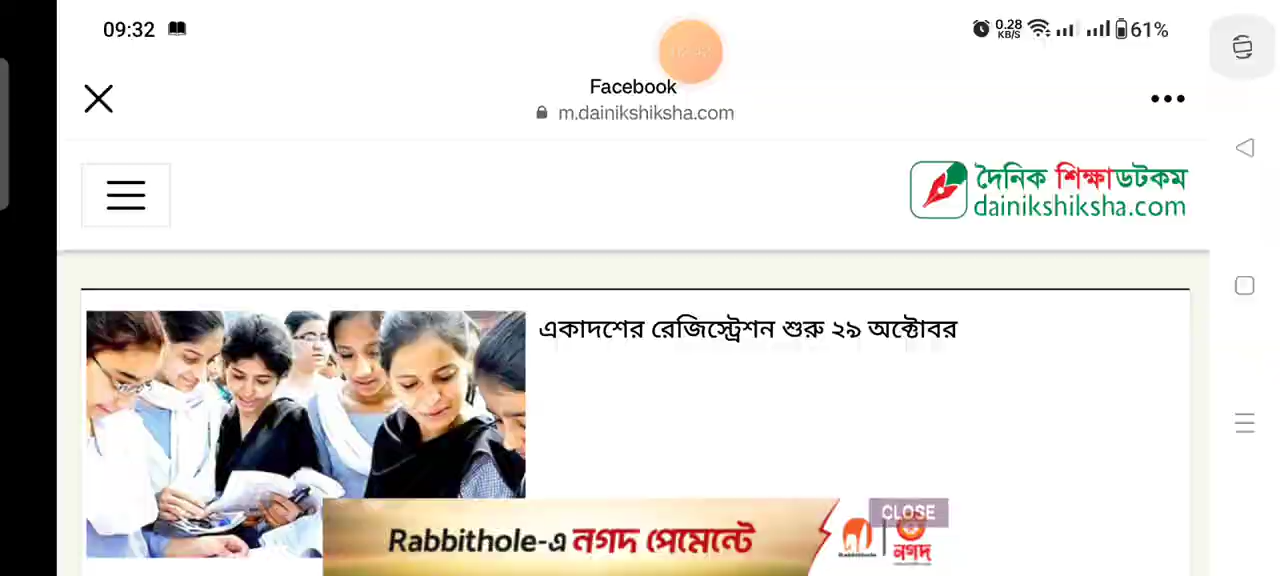 09:32
0.28
KB/S
61%
Facebook
m.dainikshiksha.com
দৈনিক শিক্ষাডটকম
dainikshiksha.com
একাদশের রেজিস্ট্রেশন শুরু ২৯ অক্টোবর
CLOSE
Rabbithole-এ নগদ পেমেন্টে
Rabbithole
নগদ